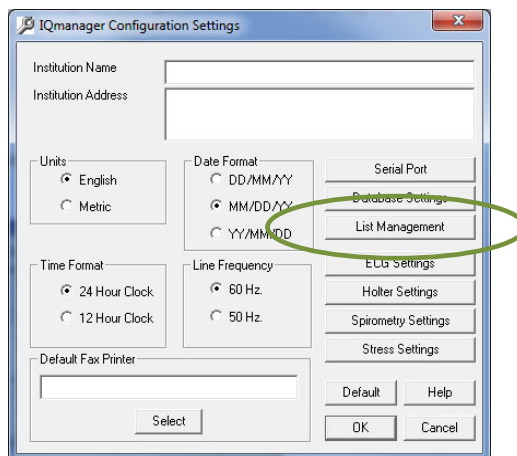 IQmanager Configuration Settings
Institution Name
Institution Address
Units
English
Metric
Date Format
DD/MM/YY
MM/DD/YY
YY/MM/DD
Serial Port
Database Settings
List Management
ECG Settings
Holter Settings
Spirometry Settings
Stress Settings
Time Format
24 Hour Clock
12 Hour Clock
Line Frequency
60 Hz.
50 Hz.
Default Fax Printer
Select
Default Help
OK Cancel